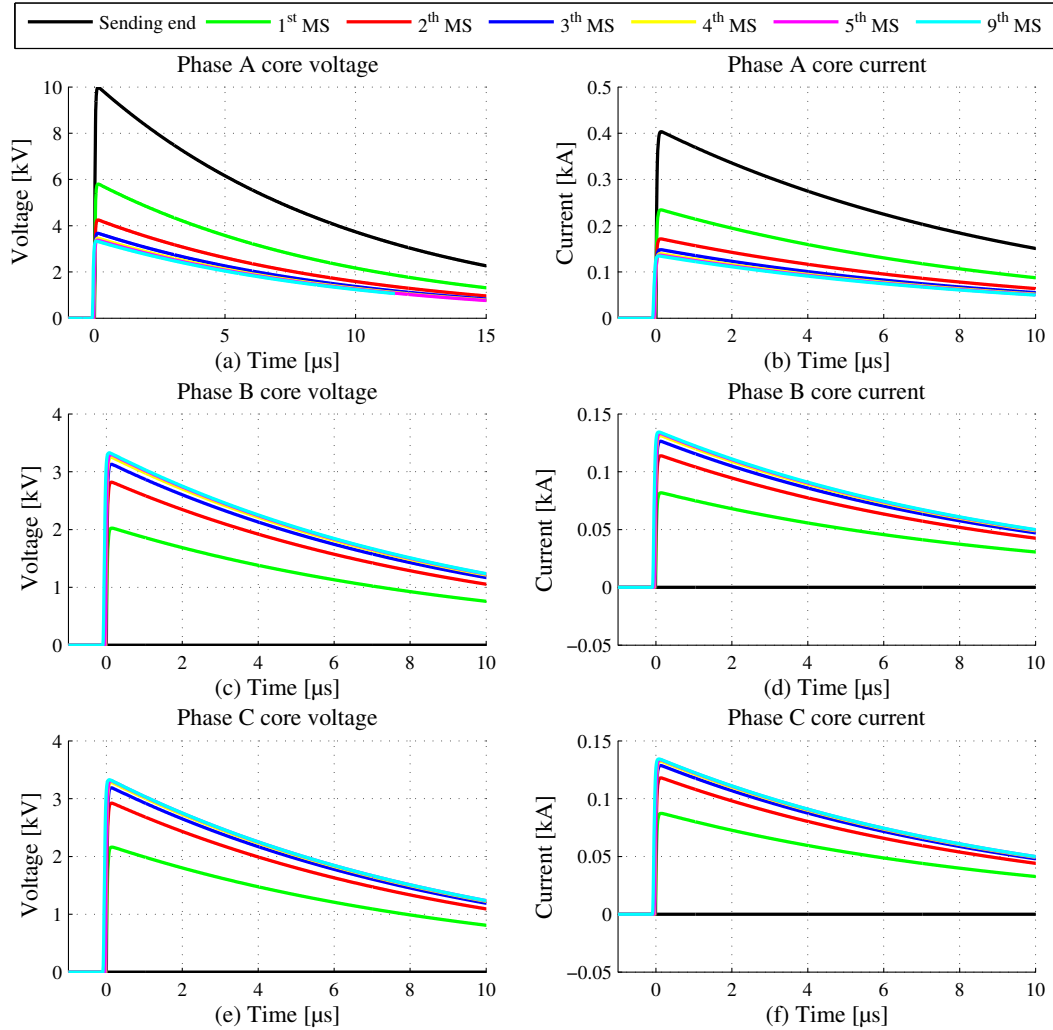 Sending end 1st MS 2th MS 3th MS 4th MS 5th MS 9th MS
Phase A core voltage
Voltage [kV]
10
8
6
4
2
0
0 5 10 15
(a) Time [µs]
Phase A core current
Current [kA]
0.5
0.4
0.3
0.2
0.1
0
0 2 4 6 8 10
(b) Time [µs]
Phase B core voltage
Voltage [kV]
4
3
2
1
0
0 2 4 6 8 10
(c) Time [µs]
Phase B core current
Current [kA]
0.15
0.1
0.05
0
−0.05
0 2 4 6 8 10
(d) Time [µs]
Phase C core voltage
Voltage [kV]
4
3
2
1
0
0 2 4 6 8 10
(e) Time [µs]
Phase C core current
Current [kA]
0.15
0.1
0.05
0
−0.05
0 2 4 6 8 10
(f) Time [µs]